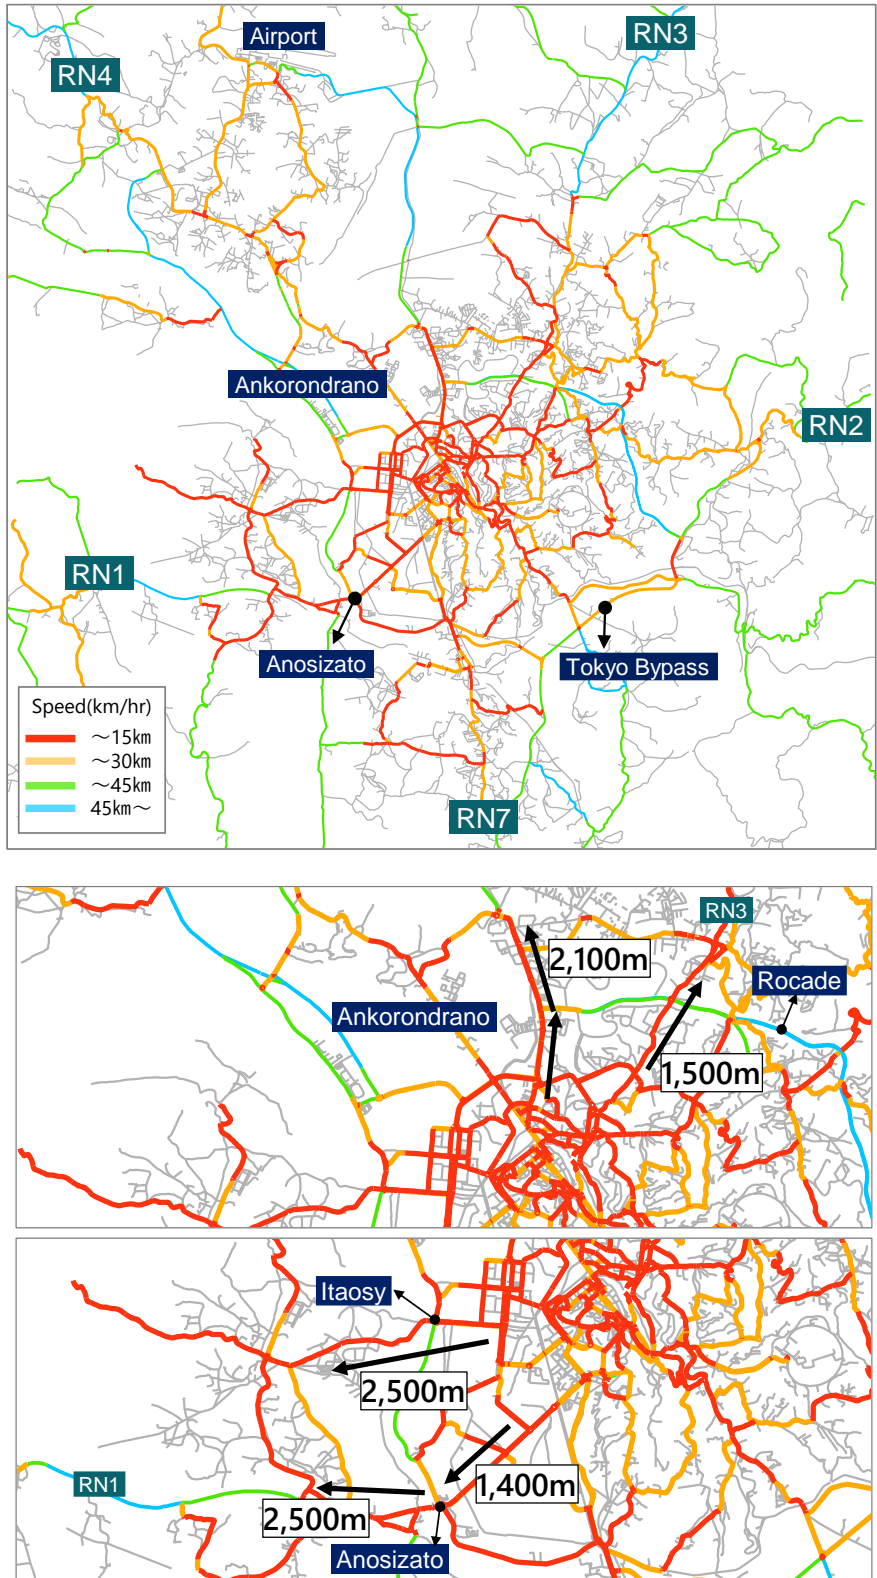 Airport
RN3
RN4
Ankorondrano
RN2
RN1
Anosizato
Tokyo Bypass
Speed(km/hr)
～15km
～30km
～45km
45km～
RN7
RN3
2,100m
Rocade
Ankorondrano
1,500m
Itaosy
2,500m
RN1
1,400m
2,500m
Anosizato